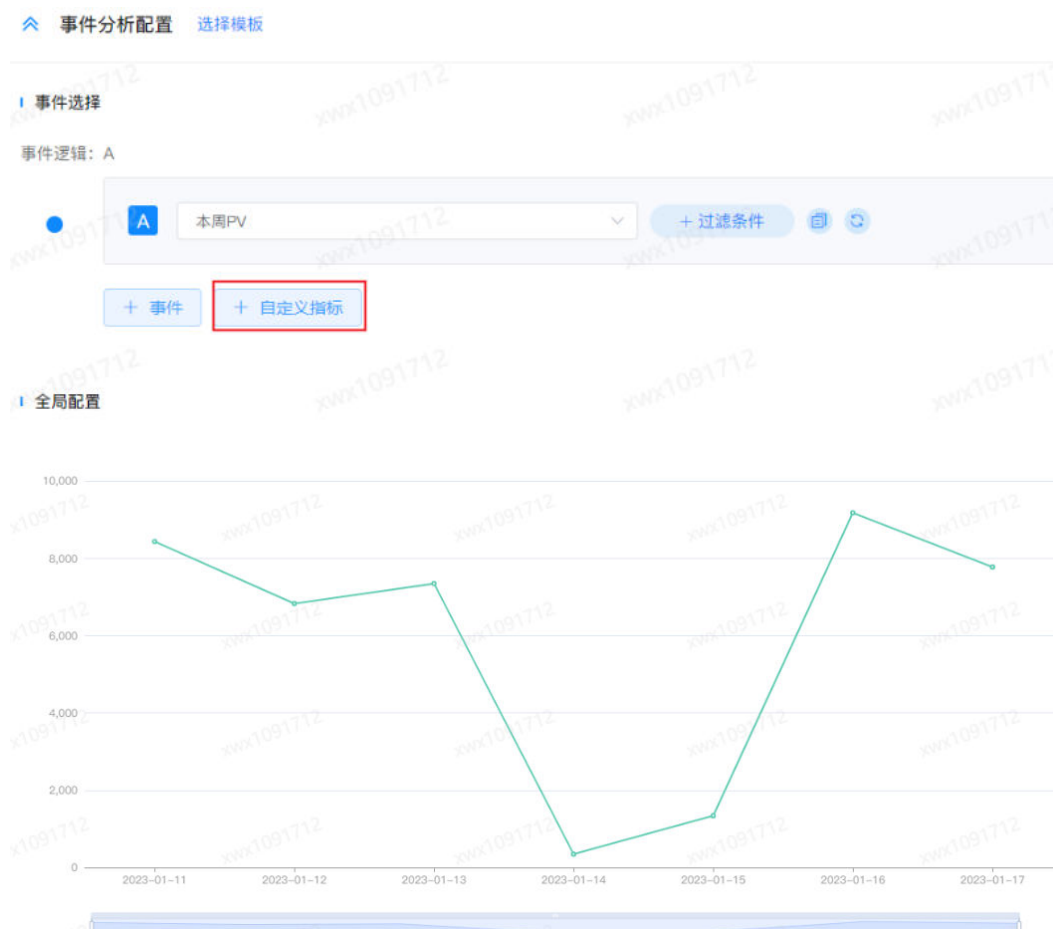 事件分析配置 选择模板
事件选择
事件逻辑：A
A 本周PV + 过滤条件
+ 事件 + 自定义指标
全局配置
10,000
8,000
6,000
4,000
2,000
0
2023-01-11 2023-01-12 2023-01-13 2023-01-14 2023-01-15 2023-01-16 2023-01-17
xwx1091712